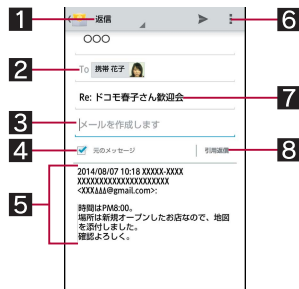 1 返信 6
○○○
2 To 携帯 花子
Re: ドコモ春子さん歓迎会 7
3 メールを作成します
4 元のメッセージ 引用返信 8
5 2014/08/07 10:18 XXXXX-XXXX
XXXXXXXXXXXXXXXXXXXX
<XXXΔΔΔ@gmail.com>:
時間はPM8:00。
場所は新規オープンしたお店なので、地図
を添付しました。
確認よろしく。